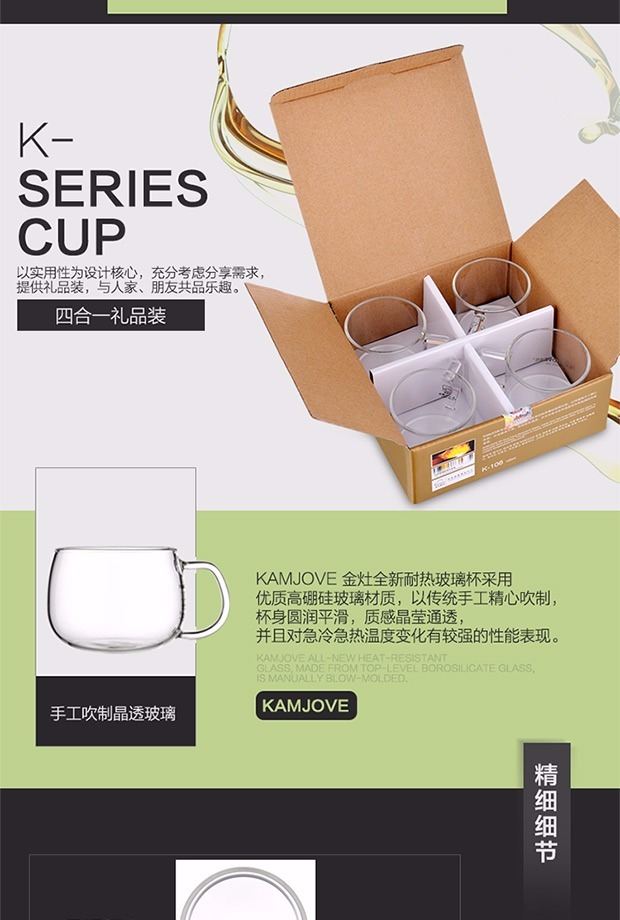 K-
SERIES
CUP
以实用性为设计核心，充分考虑分享需求，
提供礼品装，与人家、朋友共品乐趣。
四合一礼品装
K-106
KAMJOVE 金灶全新耐热玻璃杯采用
优质高硼硅玻璃材质，以传统手工精心吹制，
杯身圆润平滑，质感晶莹通透，
并且对急冷急热温度变化有较强的性能表现。
KAMJOVE ALL-NEW HEAT-RESISTANT
GLASS, MADE FROM TOP-LEVEL BOROSILICATE GLASS,
IS MANUALLY BLOW-MOLDED.
KAMJOVE
手工吹制晶透玻璃
精细细节